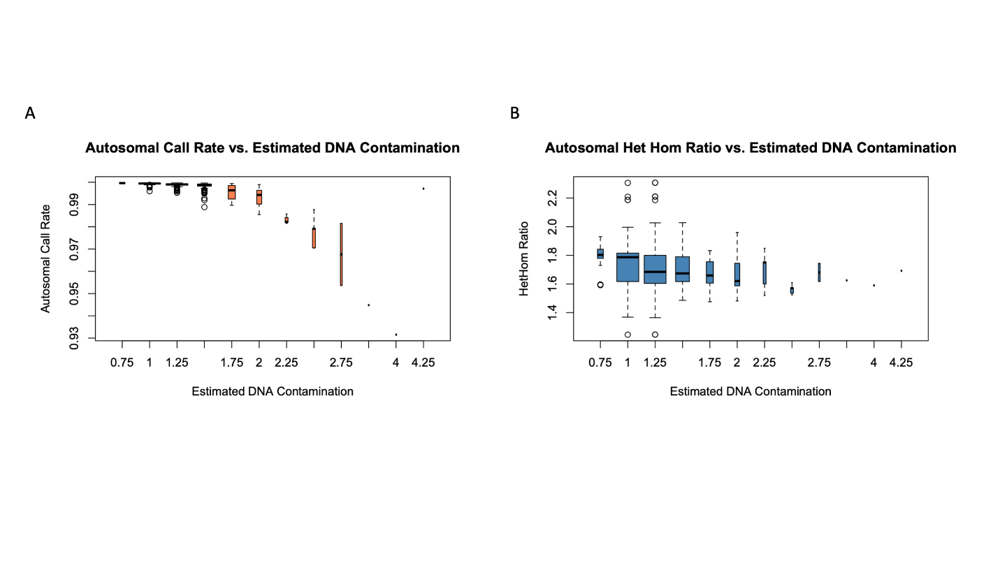 A
B
Autosomal Call Rate vs. Estimated DNA Contamination
Autosomal Call Rate
0.99
0.97
0.95
0.93
0.75 1 1.25 1.75 2 2.25 2.75 4 4.25
Estimated DNA Contamination
Autosomal Het Hom Ratio vs. Estimated DNA Contamination
HetHom Ratio
2.2
2.0
1.8
1.6
1.4
0.75 1 1.25 1.75 2 2.25 2.75 4 4.25
Estimated DNA Contamination